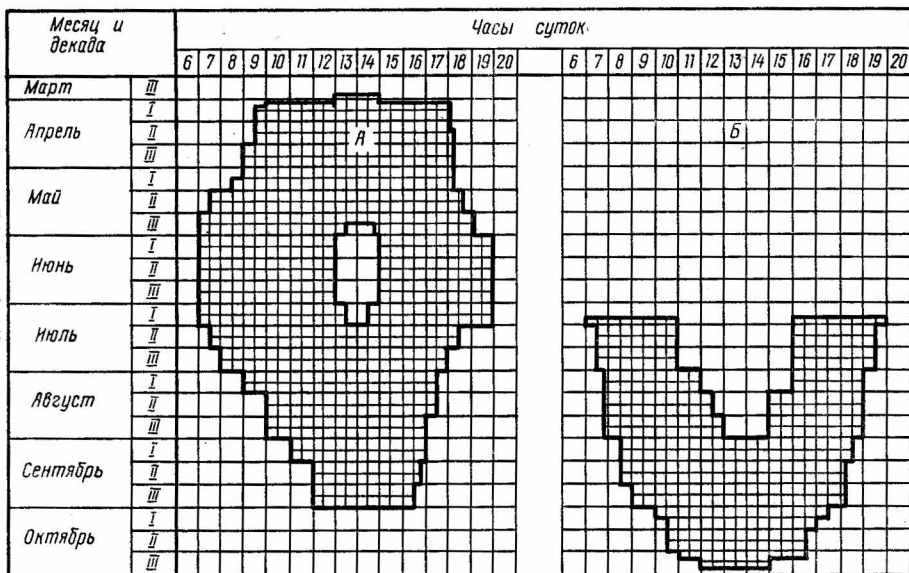 Месяц и декада Часы суток
6 7 8 9 10 11 12 13 14 15 16 17 18 19 20 6 7 8 9 10 11 12 13 14 15 16 17 18 19 20
Март III
Апрель I
II А Б
III
Май I
II
III
Июнь I
II
III
Июль I
II
III
Август I
II
III
Сентябрь I
II
III
Октябрь I
II
III